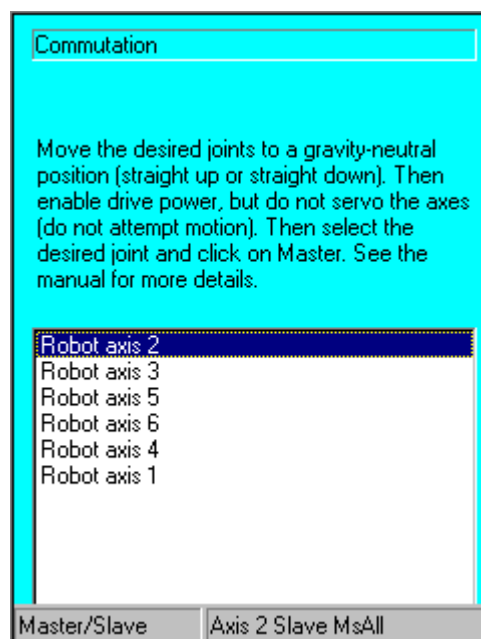 Commutation
Move the desired joints to a gravity-neutral
position (straight up or straight down). Then
enable drive power, but do not servo the axes
(do not attempt motion). Then select the
desired joint and click on Master. See the
manual for more details.
Robot axis 2
Robot axis 3
Robot axis 5
Robot axis 6
Robot axis 4
Robot axis 1
Master/Slave Axis 2 Slave MsAll